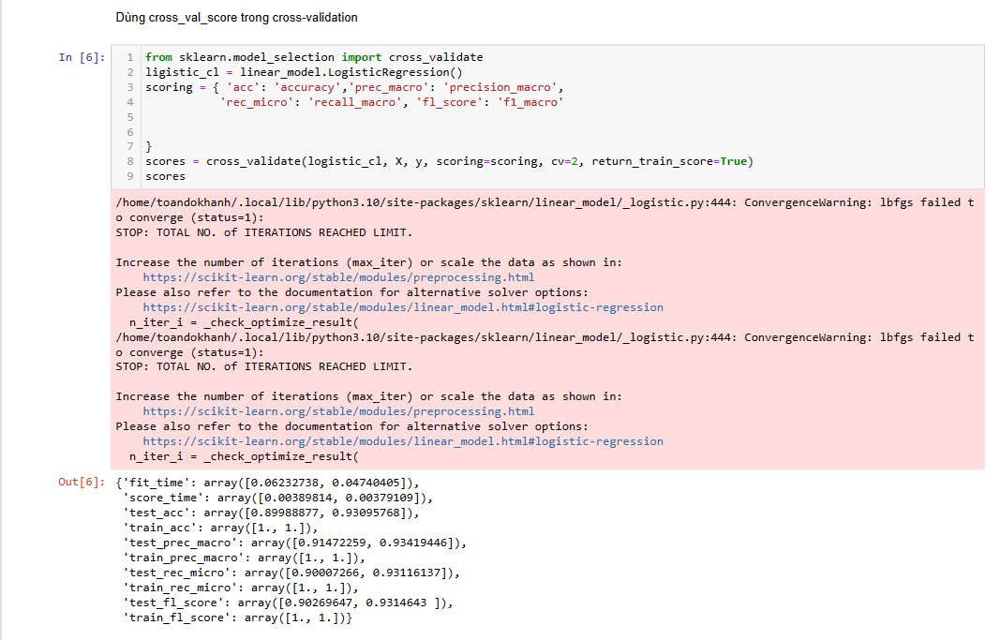 Dùng cross_val_score trong cross-validation
In [6]:
1 from sklearn.model_selection import cross_validate
2 ligistic_cl = linear_model.LogisticRegression()
3 scoring = { 'acc': 'accuracy','prec_macro': 'precision_macro',
4 'rec_micro': 'recall_macro', 'fl_score': 'f1_macro'
5
6
7 }
8 scores = cross_validate(logistic_cl, X, y, scoring=scoring, cv=2, return_train_score=True)
9 scores
/home/toandokhanh/.local/lib/python3.10/site-packages/sklearn/linear_model/_logistic.py:444: ConvergenceWarning: lbfgs failed t
o converge (status=1):
STOP: TOTAL NO. of ITERATIONS REACHED LIMIT.
Increase the number of iterations (max_iter) or scale the data as shown in:
https://scikit-learn.org/stable/modules/preprocessing.html
Please also refer to the documentation for alternative solver options:
https://scikit-learn.org/stable/modules/linear_model.html#logistic-regression
n_iter_i = _check_optimize_result(
/home/toandokhanh/.local/lib/python3.10/site-packages/sklearn/linear_model/_logistic.py:444: ConvergenceWarning: lbfgs failed t
o converge (status=1):
STOP: TOTAL NO. of ITERATIONS REACHED LIMIT.
Increase the number of iterations (max_iter) or scale the data as shown in:
https://scikit-learn.org/stable/modules/preprocessing.html
Please also refer to the documentation for alternative solver options:
https://scikit-learn.org/stable/modules/linear_model.html#logistic-regression
n_iter_i = _check_optimize_result(
Out[6]: {'fit_time': array([0.06232738, 0.04740405]),
'score_time': array([0.00389814, 0.00379109]),
'test_acc': array([0.89988877, 0.93095768]),
'train_acc': array([1., 1.]),
'test_prec_macro': array([0.91472259, 0.93419446]),
'train_prec_macro': array([1., 1.]),
'test_rec_micro': array([0.90007266, 0.93116137]),
'train_rec_micro': array([1., 1.]),
'test_fl_score': array([0.90269647, 0.9314643 ]),
'train_fl_score': array([1., 1.])}